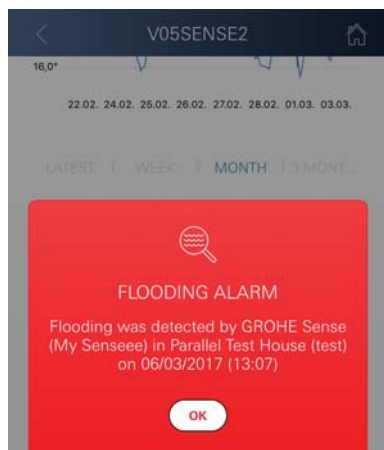 V05SENSE2
16,0°
22.02. 24.02. 25.02. 26.02. 27.02. 28.02. 01.03. 03.03.
LATEST | WEEK | MONTH | 3 MONT...
FLOODING ALARM
Flooding was detected by GROHE Sense
(My Senseee) in Parallel Test House (test)
on 06/03/2017 (13:07)
OK